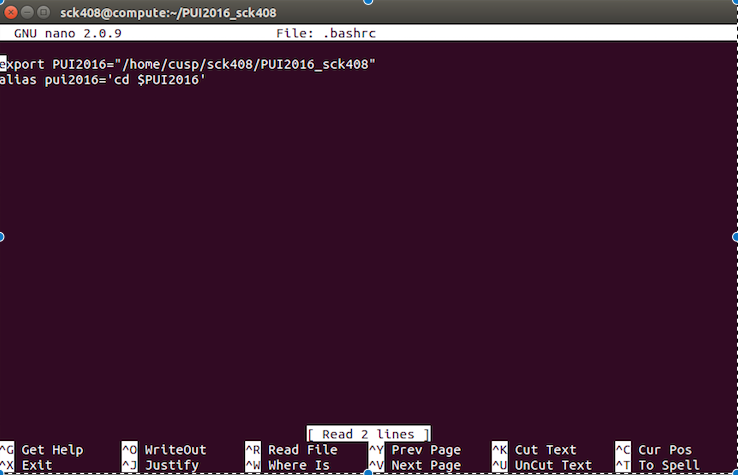 sck408@compute:~/PUI2016_sck408
GNU nano 2.0.9 File: .bashrc
export PUI2016="/home/cusp/sck408/PUI2016_sck408"
alias pui2016='cd $PUI2016'
[ Read 2 lines ]
^G Get Help ^O WriteOut ^R Read File ^Y Prev Page ^K Cut Text ^C Cur Pos
^X Exit ^J Justify ^W Where Is ^V Next Page ^U UnCut Text ^T To Spell